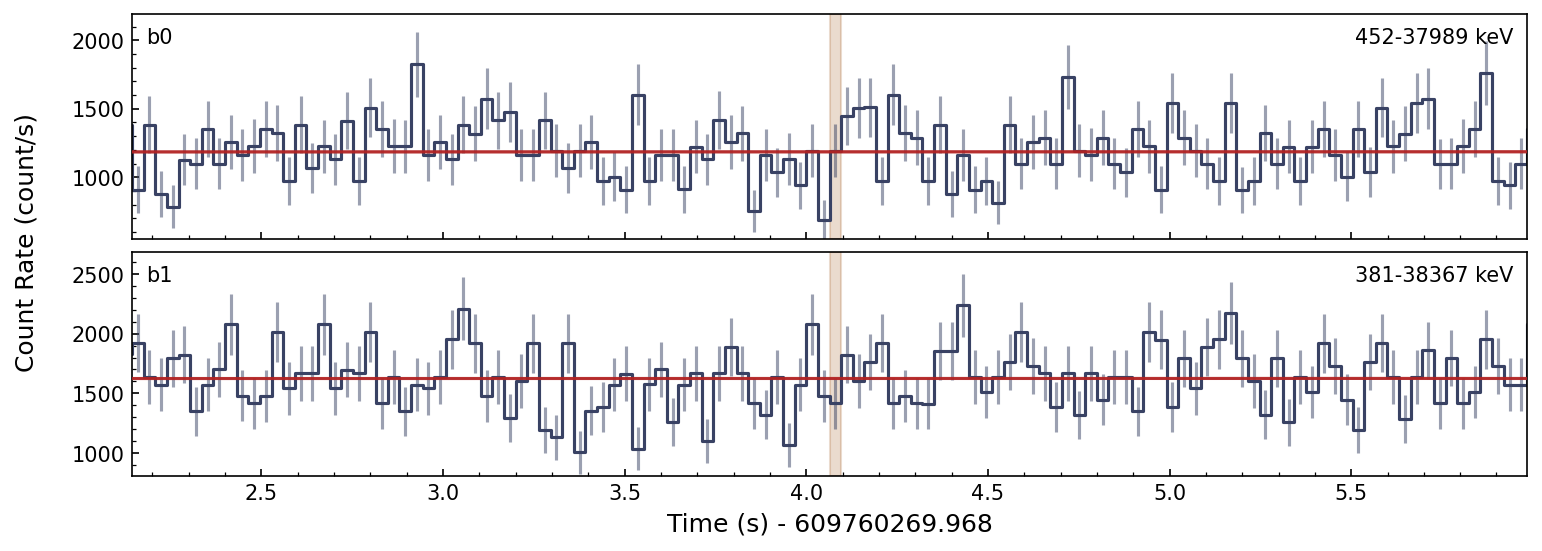 b0
452-37989 keV
2000
1500
1000
b1
381-38367 keV
2500
2000
1500
1000
Count Rate (count/s)
2.5 3.0 3.5 4.0 4.5 5.0 5.5
Time (s) - 609760269.968